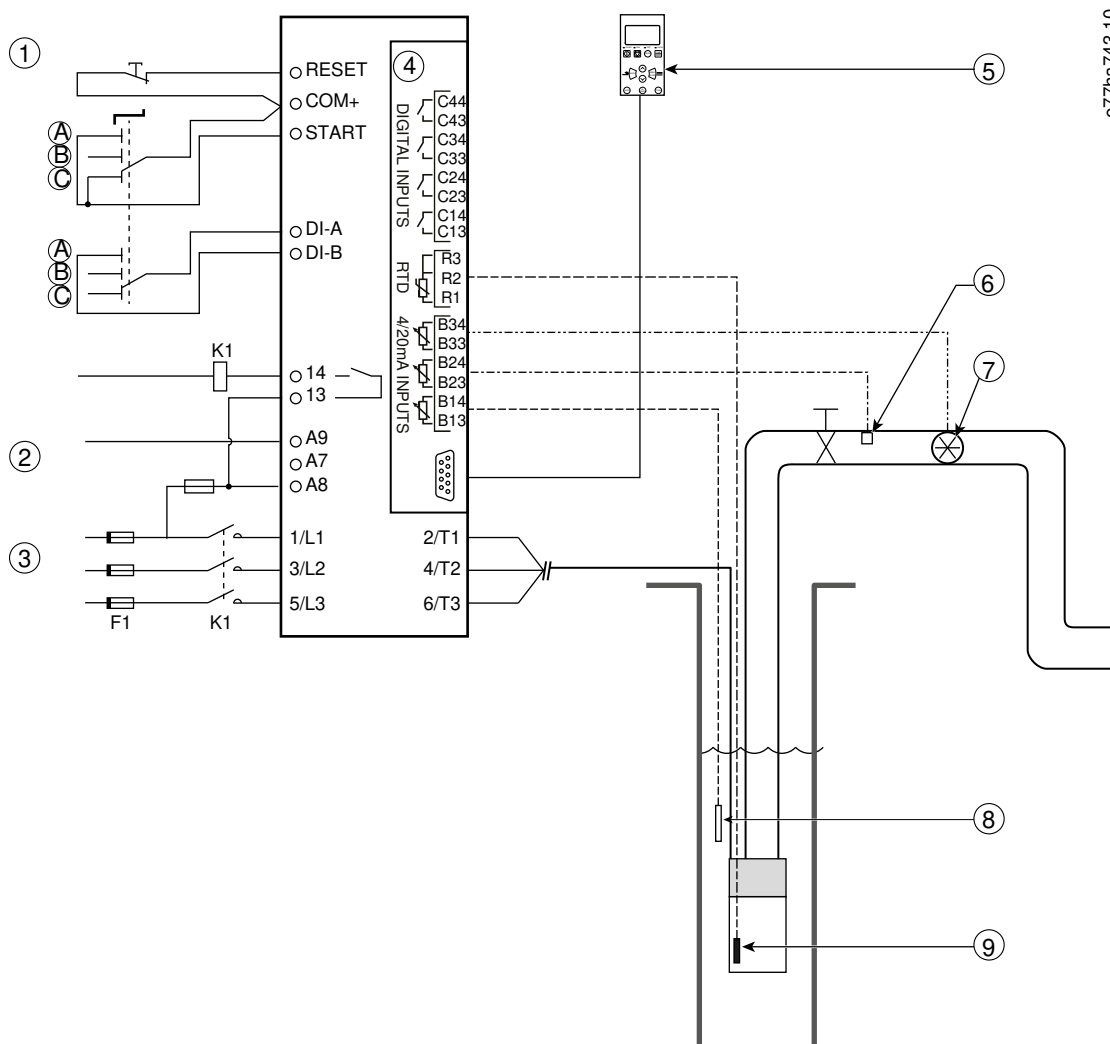 1
RESET
COM+
START
A
B
C
DI-A
DI-B
A
B
C
K1
14
13
2
A9
A7
A8
3
1/L1
3/L2
5/L3
F1
K1
2/T1
4/T2
6/T3
4
DIGITAL INPUTS
C44
C43
C34
C33
C24
C23
C14
C13
RTD
R3
R2
R1
4/20mA INPUTS
B34
B33
B24
B23
B14
B13
5
6
7
8
9